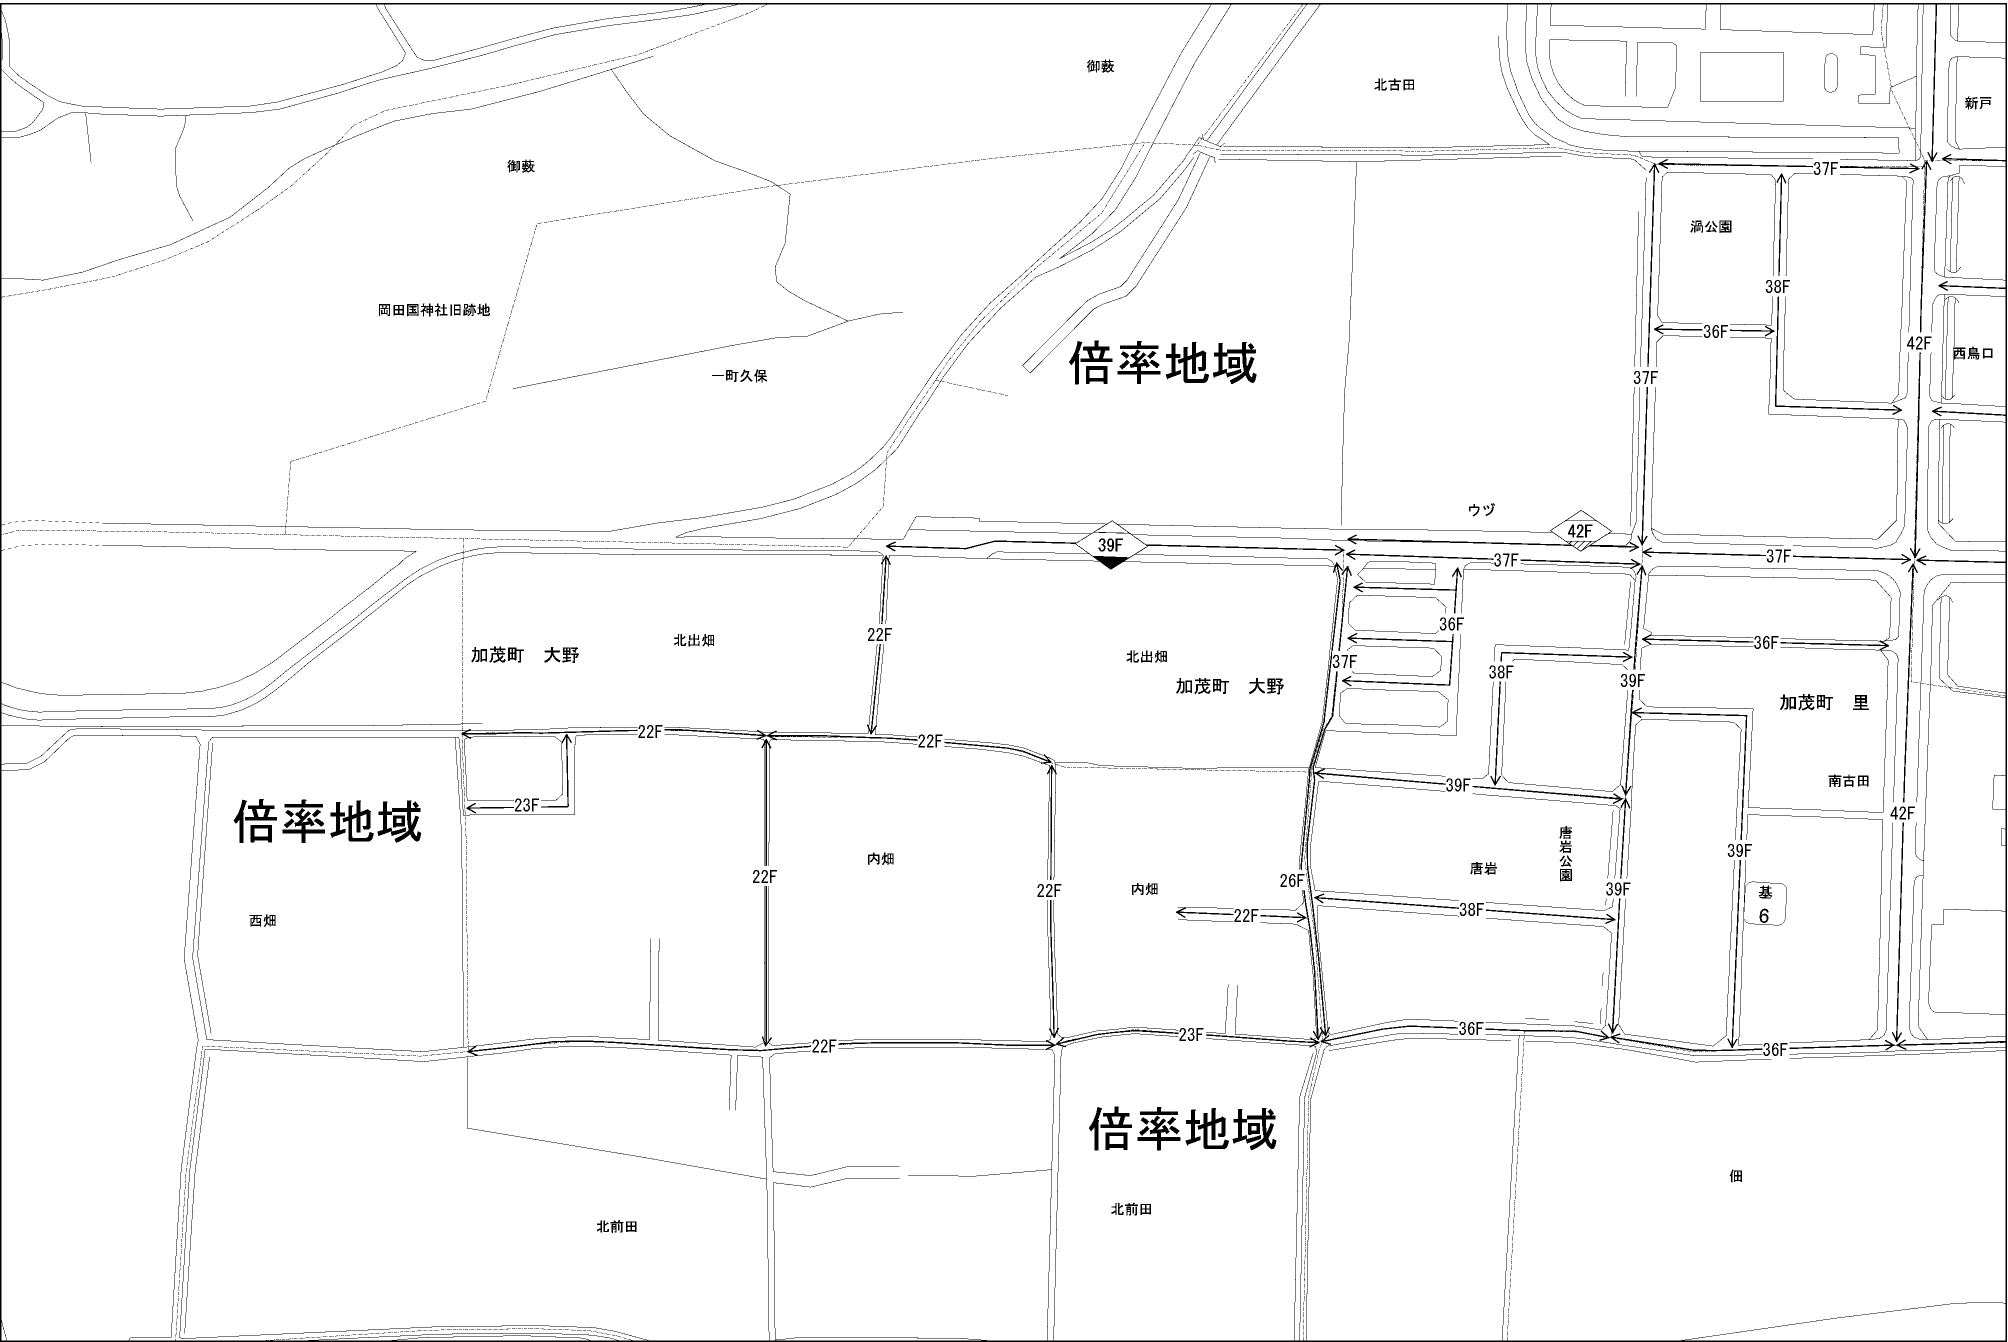 御薮
北古田
新戸
御薮
37F
渦公園
38F
岡田国神社旧跡地
36F
42F
西鳥口
倍率地域
一町久保
37F
ウヅ
42F
39F
37F
37F
22F
36F
北出畑
加茂町　大野
北出畑
加茂町　大野
37F
38F
39F
36F
加茂町　里
22F
22F
南古田
39F
23F
倍率地域
42F
唐岩公園
39F
内畑
唐岩
22F
26F
22F
内畑
39F
基
6
38F
22F
西畑
36F
23F
22F
36F
倍率地域
佃
北前田
北前田